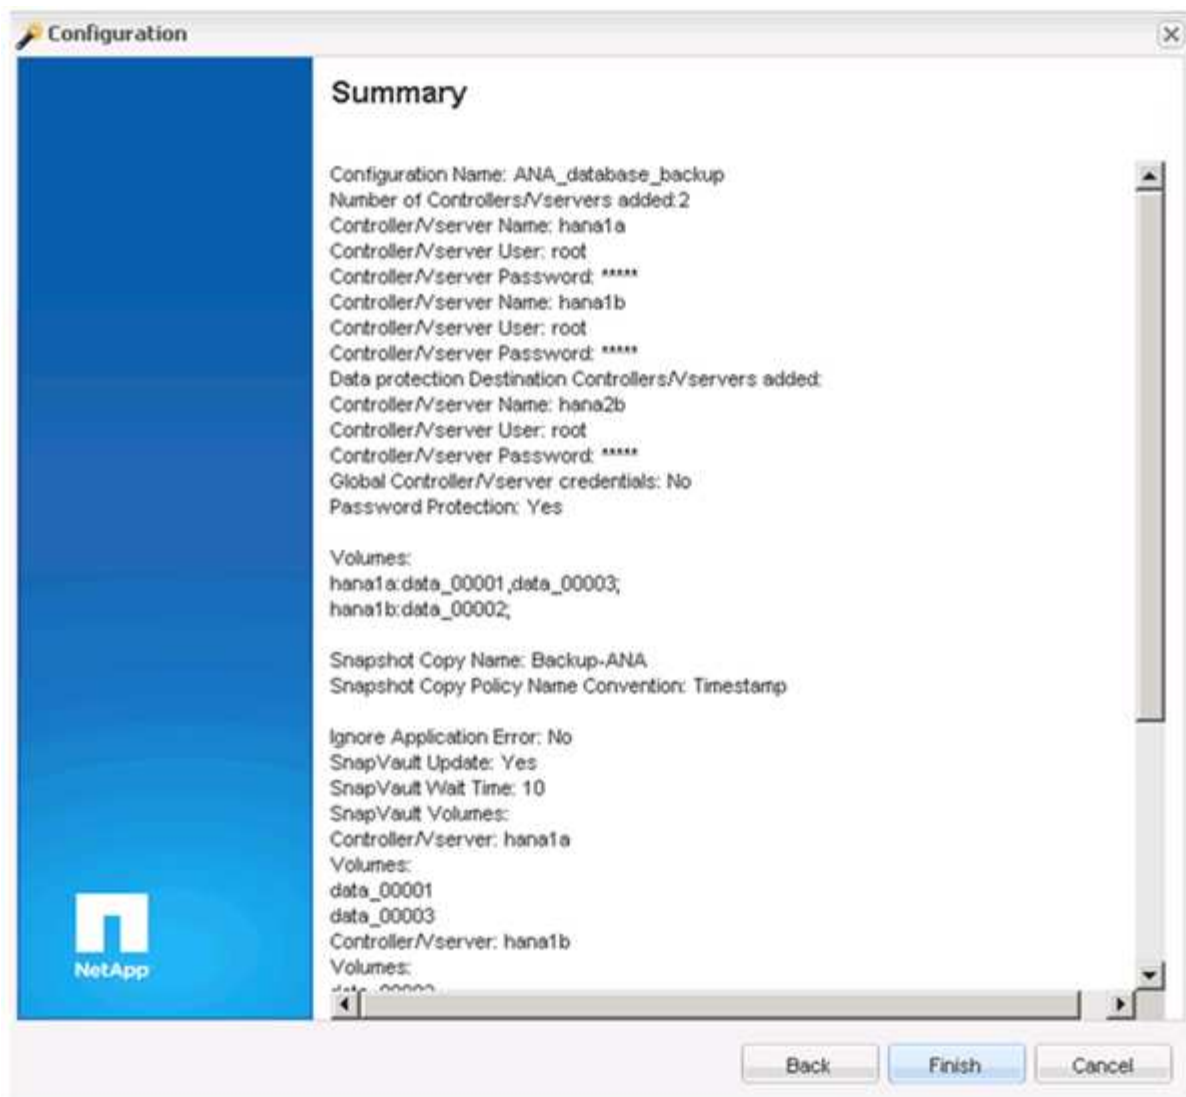 Configuration
Summary
Configuration Name: ANA_database_backup
Number of Controllers/Vservers added:2
Controller/Vserver Name: hana1a
Controller/Vserver User: root
Controller/Vserver Password: *****
Controller/Vserver Name: hana1b
Controller/Vserver User: root
Controller/Vserver Password: *****
Data protection Destination Controllers/Vservers added:
Controller/Vserver Name: hana2b
Controller/Vserver User: root
Controller/Vserver Password: *****
Global Controller/Vserver credentials: No
Password Protection: Yes
Volumes:
hana1a:data_00001,data_00003;
hana1b:data_00002;
Snapshot Copy Name: Backup-ANA
Snapshot Copy Policy Name Convention: Timestamp
Ignore Application Error: No
SnapVault Update: Yes
SnapVault Wait Time: 10
SnapVault Volumes:
Controller/Vserver: hana1a
Volumes:
data_00001
data_00003
Controller/Vserver: hana1b
Volumes:
NetApp
Back
Finish
Cancel